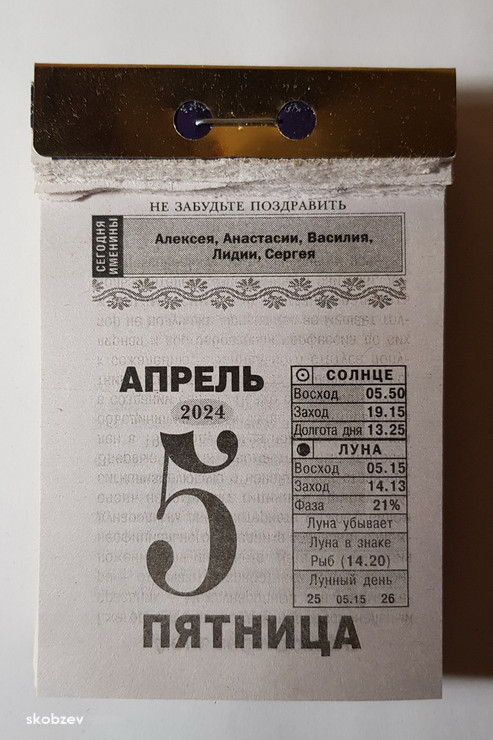 НЕ ЗАБУДЬТЕ ПОЗДРАВИТЬ
СЕГОДНЯ
ИМЕНИНЫ
Алексея, Анастасии, Василия,
Лидии, Сергея
АПРЕЛЬ
2024
5
ПЯТНИЦА
СОЛНЦЕ
Восход 05.50
Заход 19.15
Долгота дня 13.25
ЛУНА
Восход 05.15
Заход 14.13
Фаза 21%
Луна убывает
Луна в знаке
Рыб (14.20)
Лунный день
25 05.15 26
skobzev